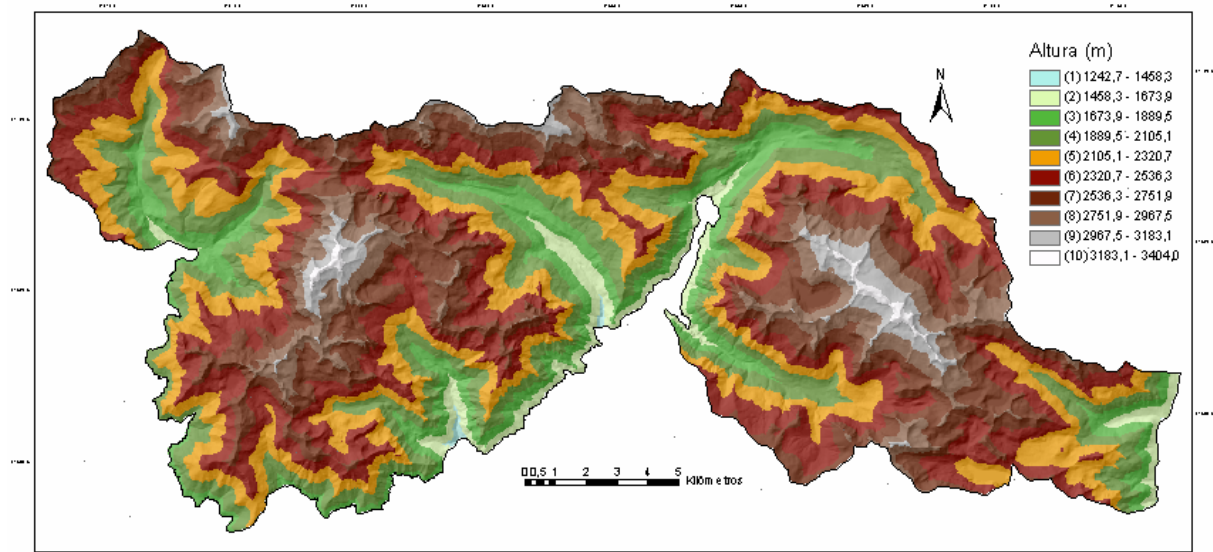 Altura (m)
(1) 1242,7 - 1458,3
(2) 1458,3 - 1673,9
(3) 1673,9 - 1889,5
(4) 1889,5 - 2105,1
(5) 2105,1 - 2320,7
(6) 2320,7 - 2536,3
(7) 2536,3 - 2751,9
(8) 2751,9 - 2967,5
(9) 2967,5 - 3183,1
(10) 3183,1 - 3404,0
N
0 0,5 1 2 3 4 5
Kilómetros